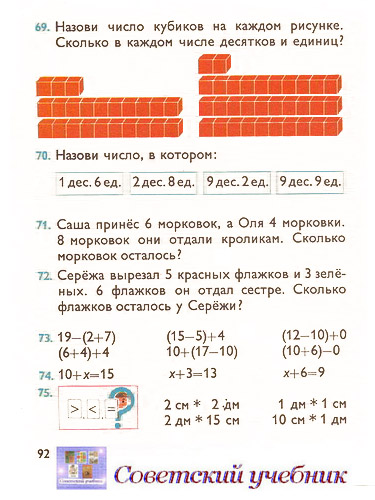 69. Назови число кубиков на каждом рисунке.
Сколько в каждом числе десятков и единиц?
70. Назови число, в котором:
1 дес. 6 ед. 2 дес. 8 ед. 9 дес. 2 ед. 9 дес. 9 ед.
71. Саша принёс 6 морковок, а Оля 4 морковки.
8 морковок они отдали кроликам. Сколько
морковок осталось?
72. Серёжа вырезал 5 красных флажков и 3 зелё-
ных. 6 флажков он отдал сестре. Сколько
флажков осталось у Серёжи?
73. 19−(2+7) (15−5)+4 (12−10)+0
(6+4)+4 10+(17−10) (10+6)−0
74. 10+x=15 x+3=13 x+6=9
75. > < = ?
2 см * 2 дм 1 дм * 1 см
2 дм * 15 см 10 см * 1 дм
92
Советский учебник